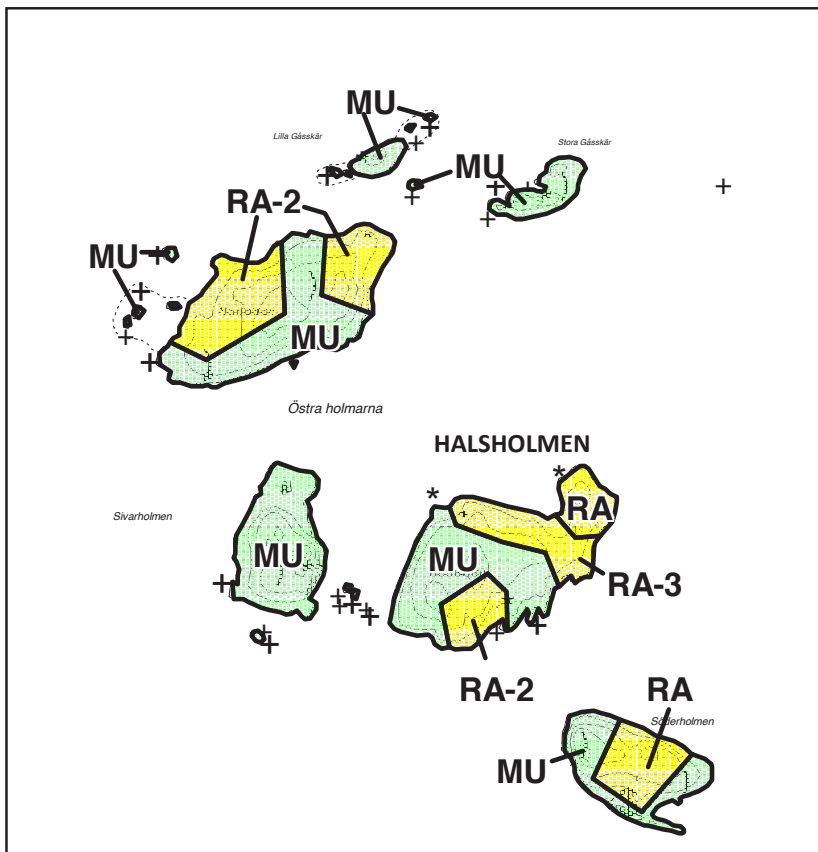 MU
Lilla Gåsskär
Stora Gåsskär
MU
RA-2
MU
MU
Östra holmarna
HALSHOLMEN
*
*
Sivarholmen
RA
MU
MU
RA-3
RA-2
RA
Söderholmen
MU